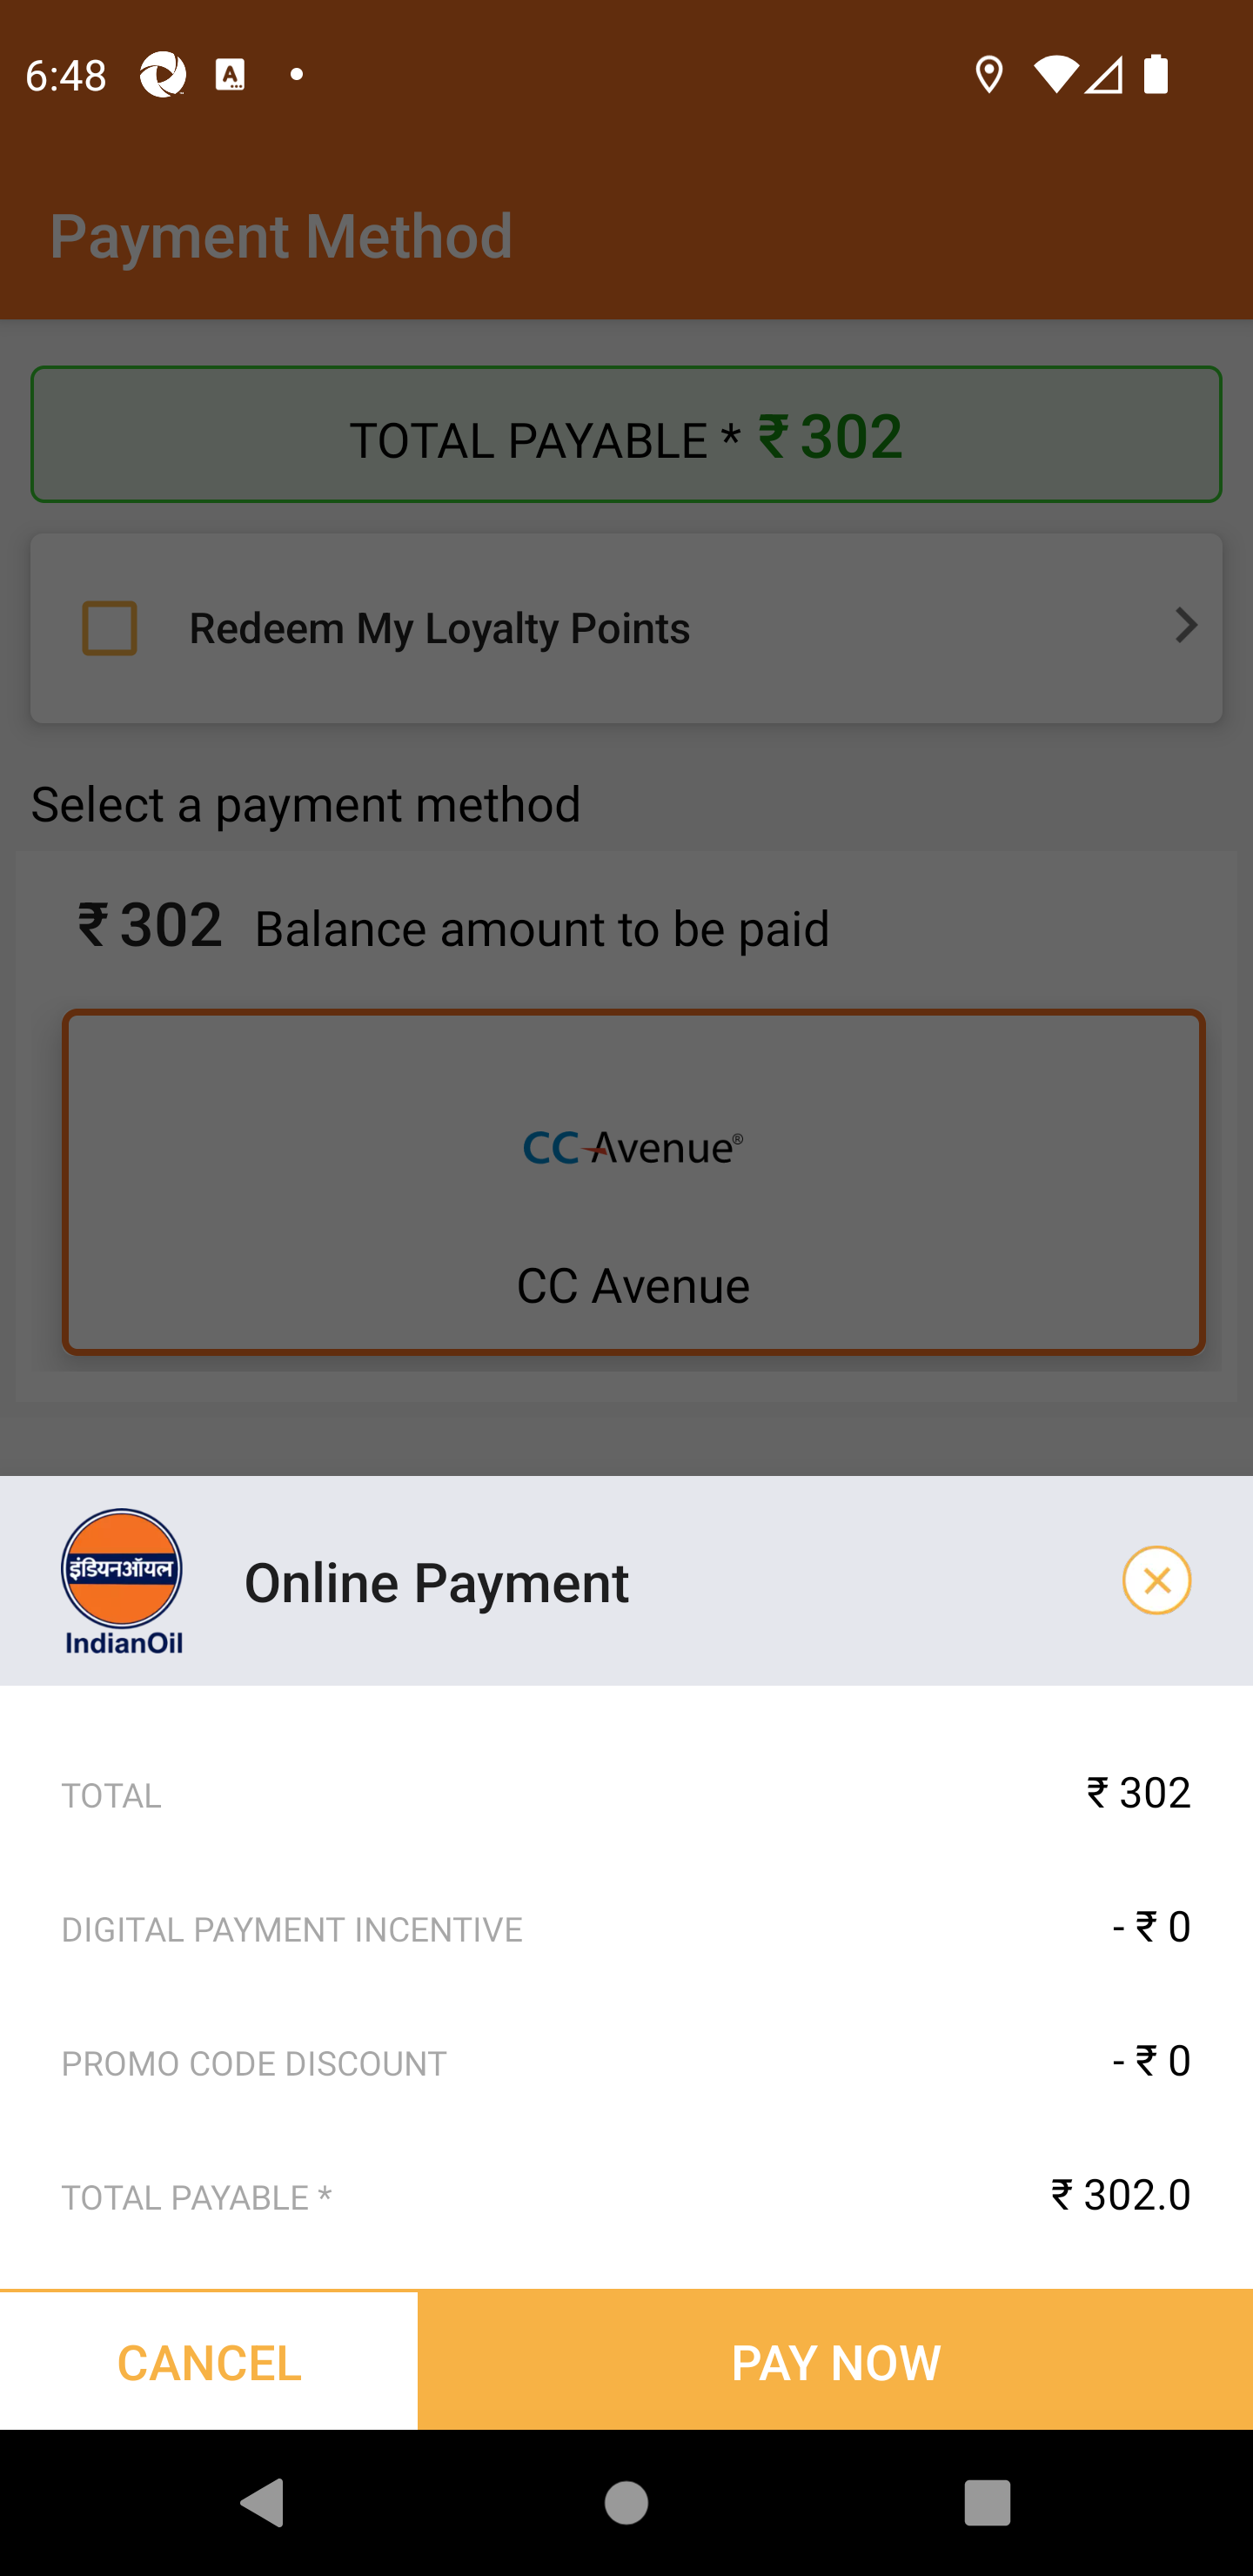 6:48
Payment Method
TOTAL PAYABLE * ₹ 302
Redeem My Loyalty Points
Select a payment method
₹ 302 Balance amount to be paid
CC Avenue®
CC Avenue
इंडियनऑयल
IndianOil
Online Payment
TOTAL ₹ 302
DIGITAL PAYMENT INCENTIVE - ₹ 0
PROMO CODE DISCOUNT - ₹ 0
TOTAL PAYABLE * ₹ 302.0
CANCEL PAY NOW